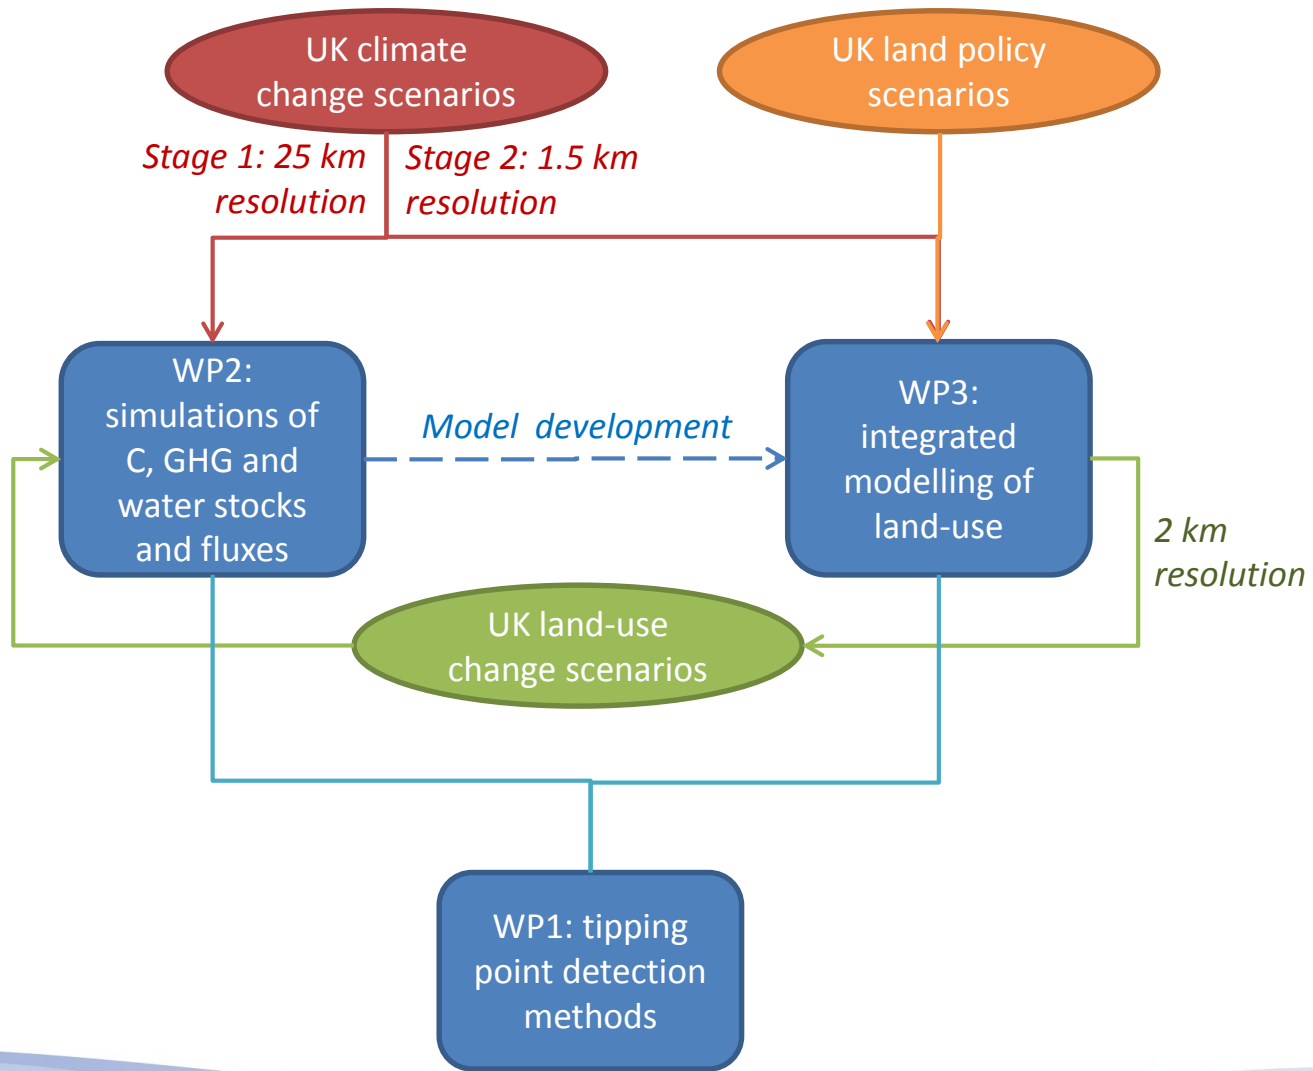 UK climate
change scenarios
UK land policy
scenarios
Stage 1: 25 km
resolution
Stage 2: 1.5 km
resolution
WP2:
simulations of
C, GHG and
water stocks
and fluxes
Model development
WP3:
integrated
modelling of
land-use
2 km
resolution
UK land-use
change scenarios
WP1: tipping
point detection
methods